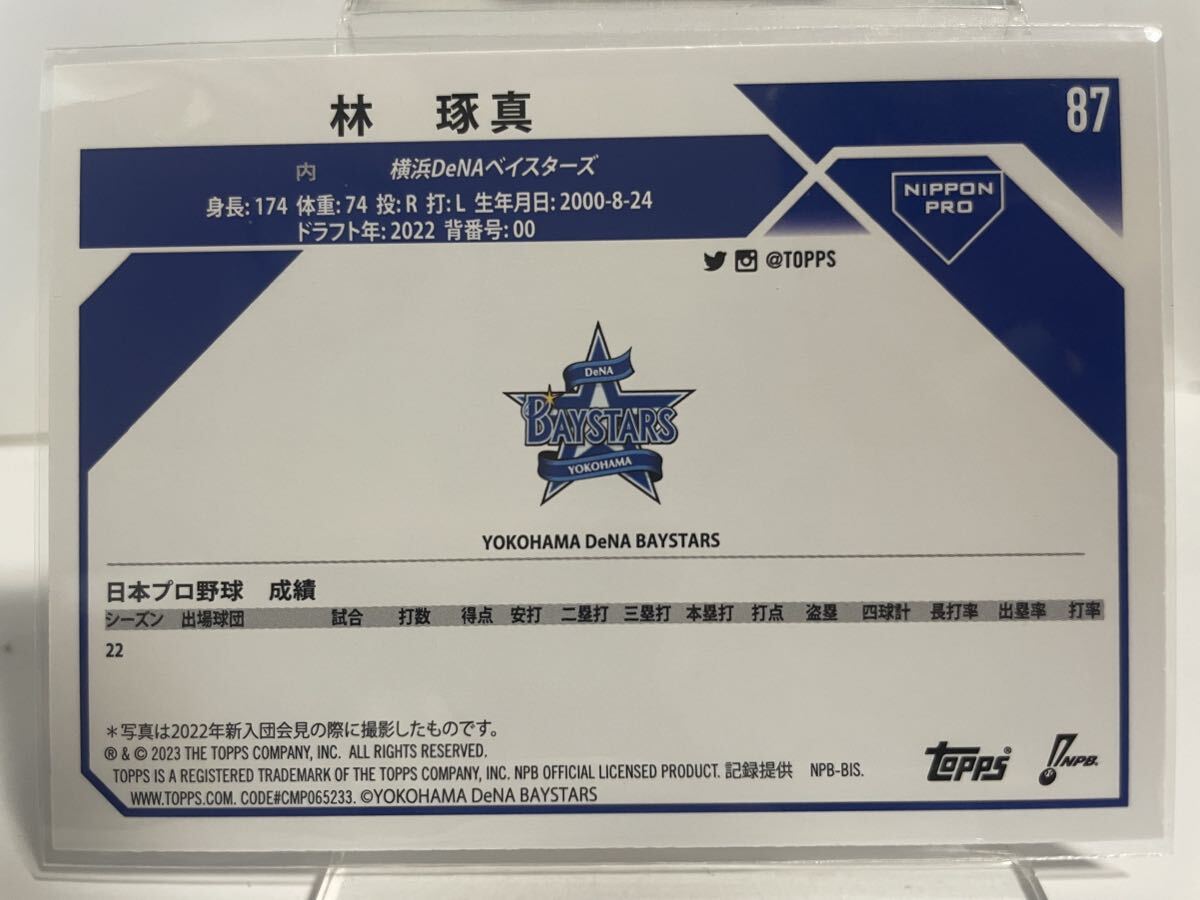 87
林 琢真
内 横浜DeNAベイスターズ
身長: 174 体重: 74 投: R 打: L 生年月日: 2000-8-24
ドラフト年: 2022 背番号: 00
NIPPON
PRO
@TOPPS
DeNA
BAYSTARS
YOKOHAMA
YOKOHAMA DeNA BAYSTARS
日本プロ野球 成績
シーズン 出場球団 試合 打数 得点 安打 二塁打 三塁打 本塁打 打点 盗塁 四球計 長打率 出塁率 打率
22
＊写真は2022年新入団会見の際に撮影したものです。
® & © 2023 THE TOPPS COMPANY, INC. ALL RIGHTS RESERVED.
TOPPS IS A REGISTERED TRADEMARK OF THE TOPPS COMPANY, INC. NPB OFFICIAL LICENSED PRODUCT. 記録提供 NPB-BIS.
WWW.TOPPS.COM. CODE#CMP065233. ©YOKOHAMA DeNA BAYSTARS
Topps®
NPB.